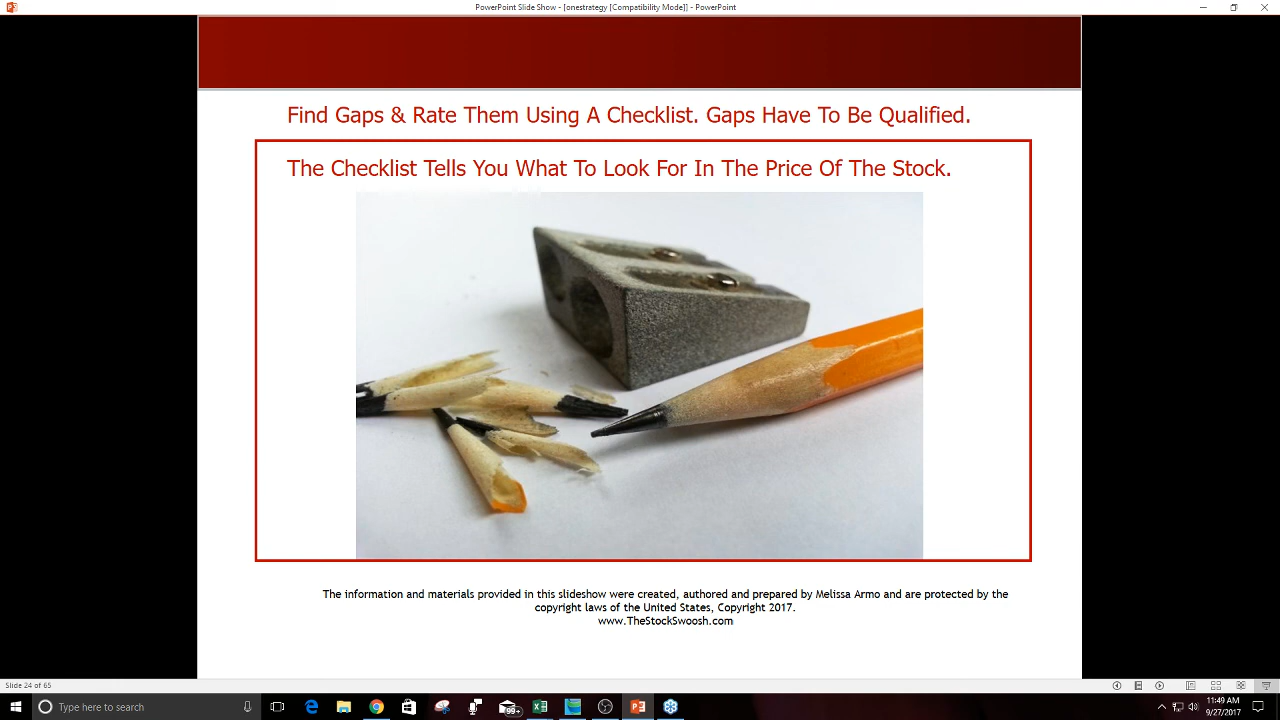 PowerPoint Slide Show - [onestrategy [Compatibility Mode]] - PowerPoint
Find Gaps & Rate Them Using A Checklist. Gaps Have To Be Qualified.
The Checklist Tells You What To Look For In The Price Of The Stock.
The information and materials provided in this slideshow were created, authored and prepared by Melissa Armo and are protected by the
copyright laws of the United States, Copyright 2017.
www.TheStockSwoosh.com
Slide 24 of 65
Type here to search
99+
11:49 AM
9/27/2017